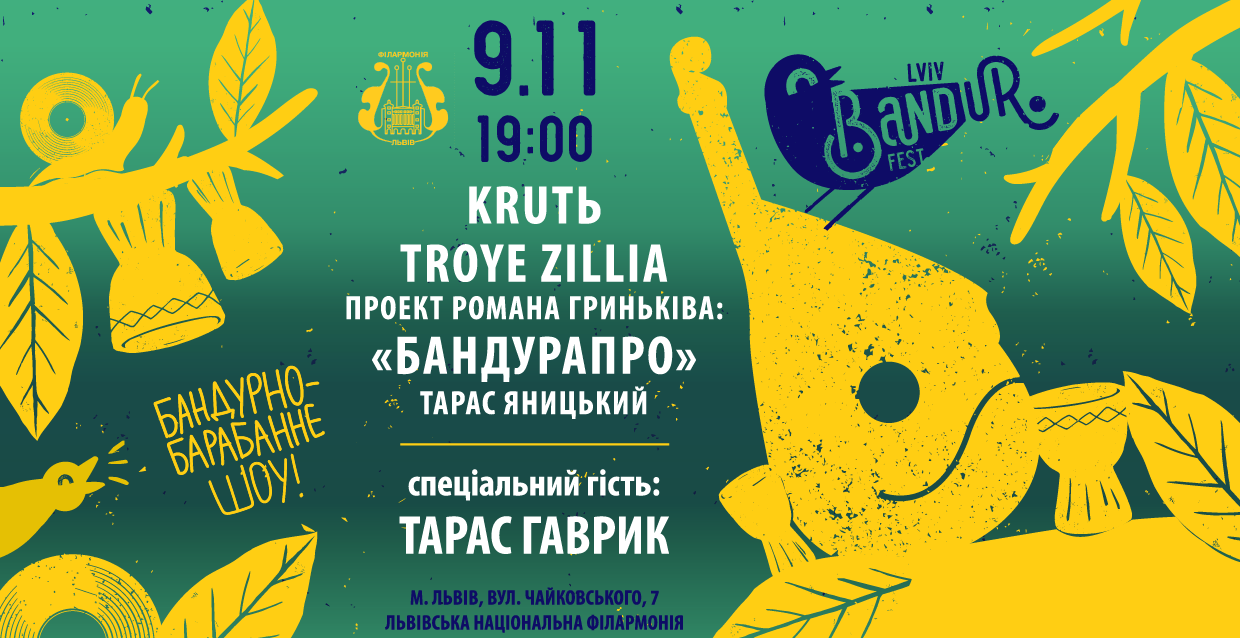 ФІЛАРМОНІЯ
ЛЬВІВ
9.11
19:00
LVIV
BANDUR
FEST
KRUTЬ
TROYE ZILLIA
ПРОЕКТ РОМАНА ГРИНЬКІВА:
«БАНДУРАПРО»
ТАРАС ЯНИЦЬКИЙ
БАНДУРНО-
БАРАБАННЕ
ШОУ!
спеціальний гість:
ТАРАС ГАВРИК
М. ЛЬВІВ, ВУЛ. ЧАЙКОВСЬКОГО, 7
ЛЬВІВСЬКА НАЦІОНАЛЬНА ФІЛАРМОНІЯ